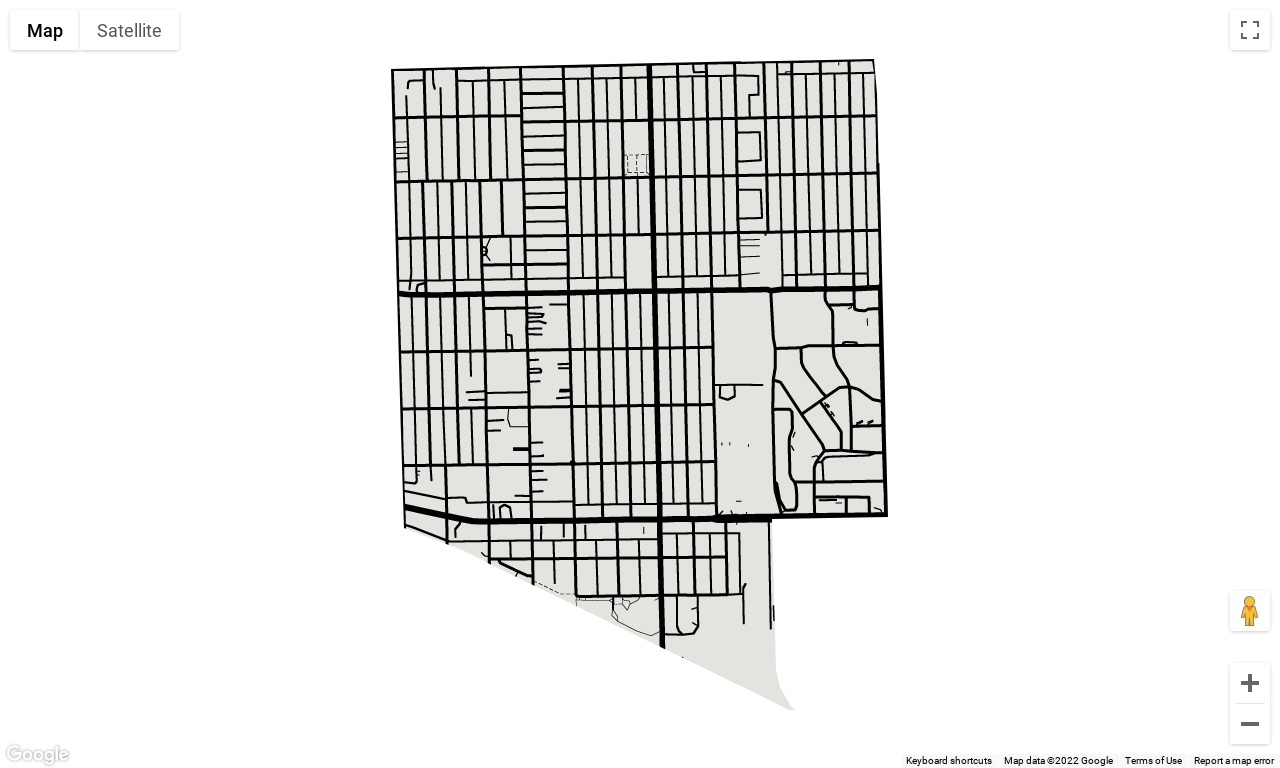 Map
Satellite
Google
Keyboard shortcuts
Map data ©2022 Google
Terms of Use
Report a map error